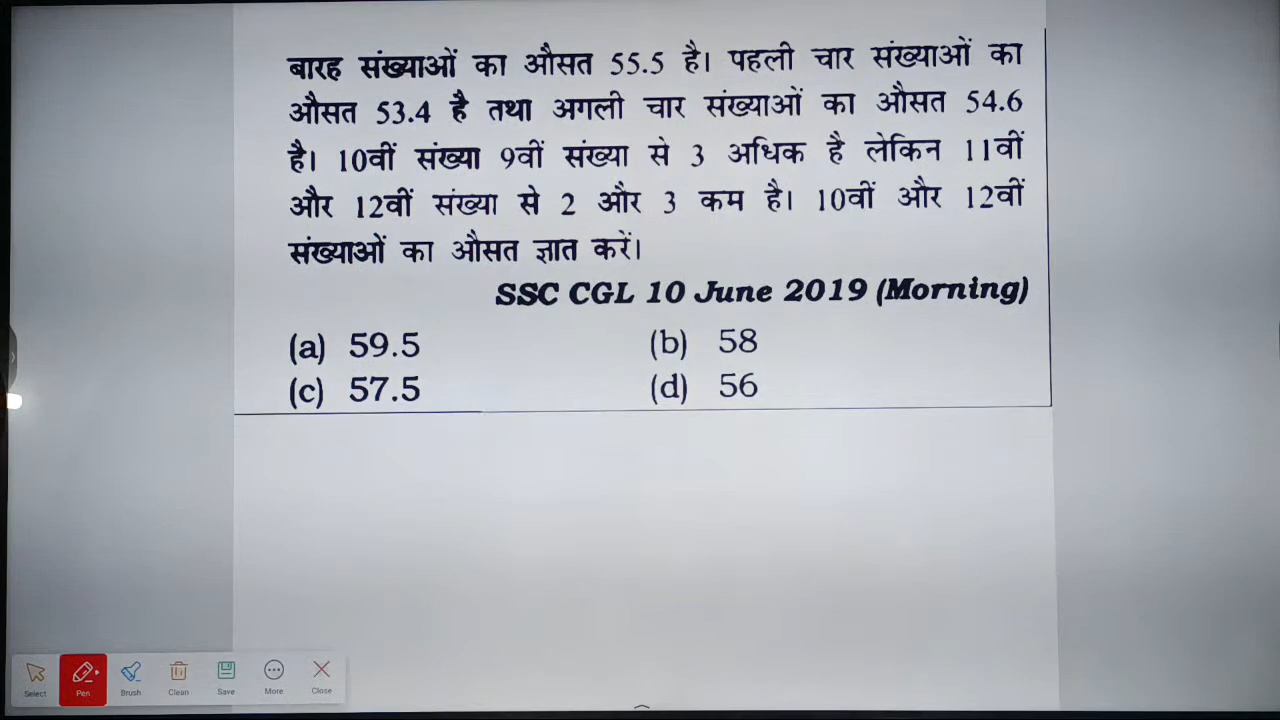 बारह संख्याओं का औसत 55.5 है। पहली चार संख्याओं का
औसत 53.4 है तथा अगली चार संख्याओं का औसत 54.6
है। 10वीं संख्या 9वीं संख्या से 3 अधिक है लेकिन 11वीं
और 12वीं संख्या से 2 और 3 कम है। 10वीं और 12वीं
संख्याओं का औसत ज्ञात करें।
SSC CGL 10 June 2019 (Morning)
(a) 59.5 (b) 58
(c) 57.5 (d) 56
Select Pen Brush Clean Save More Close